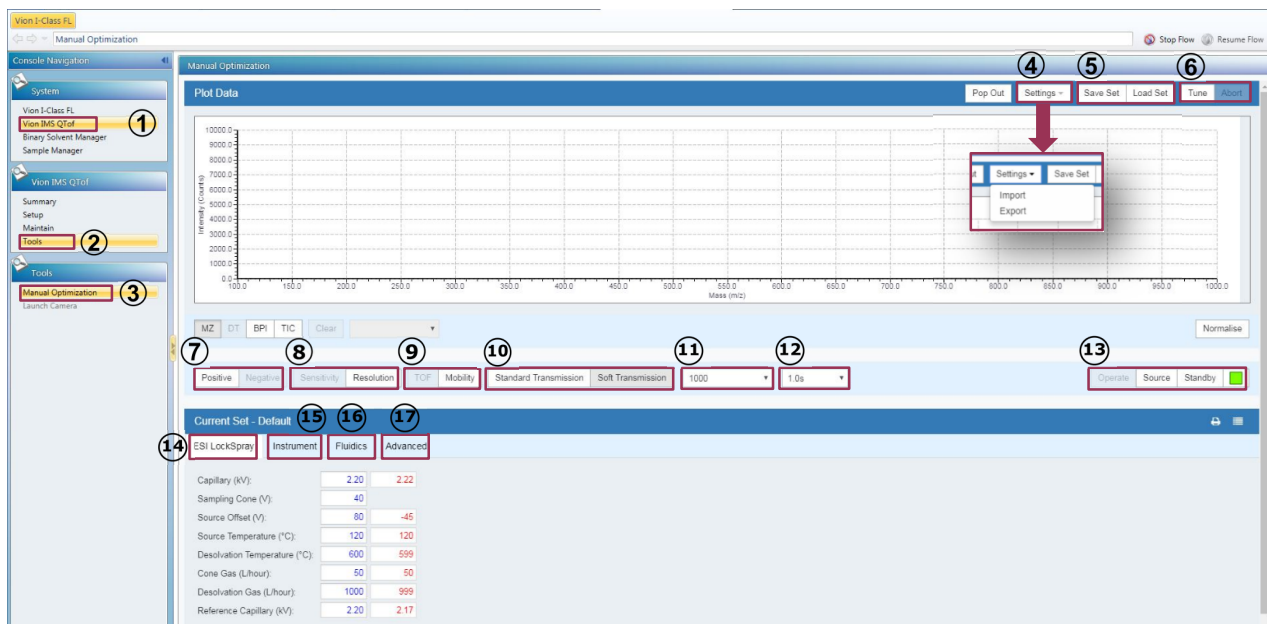 Vion I-Class FL
Manual Optimization
Stop Flow Resume Flow
Console Navigation
System
Vion I-Class FL
Vion IMS QTof 1
Binary Solvent Manager
Sample Manager
Vion IMS QTof
Summary
Setup
Maintain
Tools 2
Tools
Manual Optimization 3
Launch Camera
Manual Optimization
4 5 6
Plot Data Pop Out Settings Save Set Load Set Tune Abort
Intensity (Counts)
10000.0
9000.0
8000.0
7000.0
6000.0
5000.0
4000.0
3000.0
2000.0
1000.0
0.0
ut Settings Save Set
Import
Export
100.0 150.0 200.0 250.0 300.0 350.0 400.0 450.0 500.0 550.0 600.0 650.0 700.0 750.0 800.0 850.0 900.0 950.0 1000.0
Mass (m/z)
MZ DT BPI TIC Clear Normalise
7 8 9 10 11 12 13
Positive Negative Sensitivity Resolution TOF Mobility Standard Transmission Soft Transmission 1000 1.0s Operate Source Standby
Current Set - Default 15 16 17
14 ESI LockSpray Instrument Fluidics Advanced
Capillary (kV): 2.20 2.22
Sampling Cone (V): 40
Source Offset (V): 80 -45
Source Temperature (°C): 120 120
Desolvation Temperature (°C): 600 599
Cone Gas (L/hour): 50 50
Desolvation Gas (L/hour): 1000 999
Reference Capillary (kV): 2.20 2.17